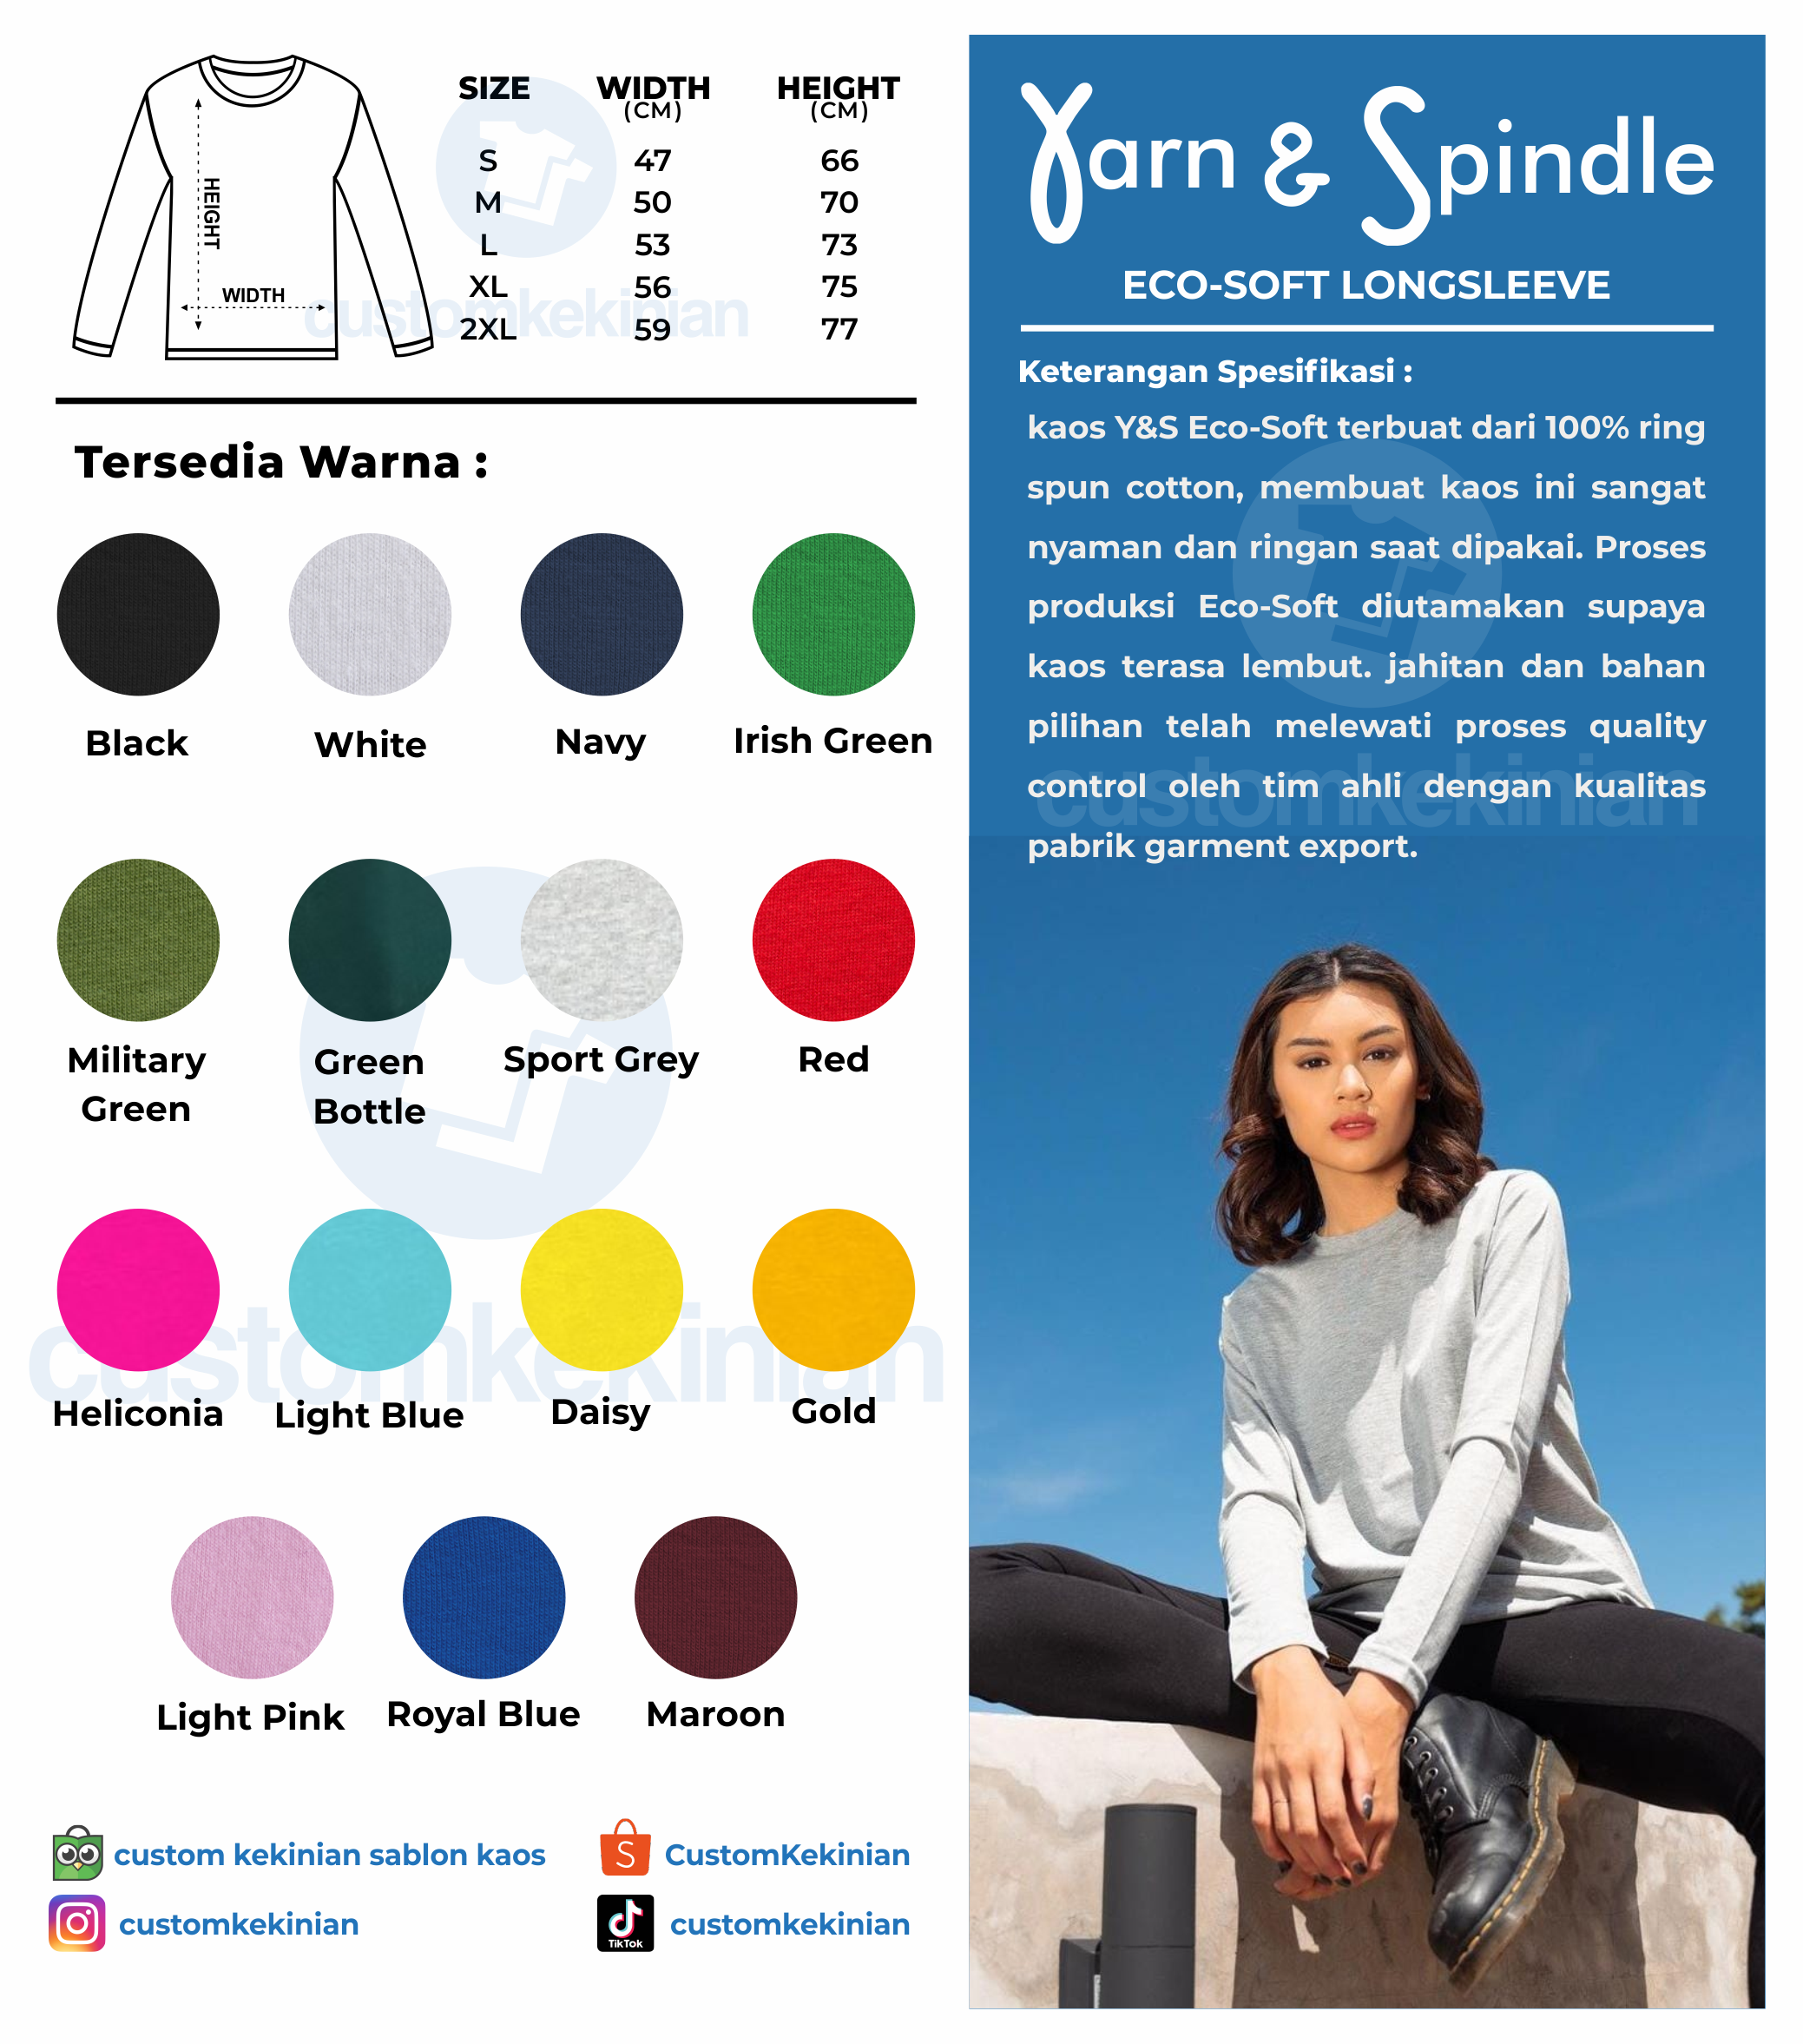 SIZE WIDTH HEIGHT
(CM) (CM)
S 47 66
M 50 70
L 53 73
XL 56 75
2XL 59 77
HEIGHT
WIDTH
customkekinian
Tersedia Warna :
Black White Navy Irish Green
Military Green
Green Bottle
Sport Grey Red
customkekinian
Heliconia Light Blue Daisy Gold
Light Pink Royal Blue Maroon
custom kekinian sablon kaos
CustomKekinian
customkekinian
TikTok
customkekinian
Yarn & Spindle
ECO-SOFT LONGSLEEVE
Keterangan Spesifikasi :
kaos Y&S Eco-Soft terbuat dari 100% ring
spun cotton, membuat kaos ini sangat
nyaman dan ringan saat dipakai. Proses
produksi Eco-Soft diutamakan supaya
kaos terasa lembut. jahitan dan bahan
pilihan telah melewati proses quality
control oleh tim ahli dengan kualitas
pabrik garment export.
customkekinian